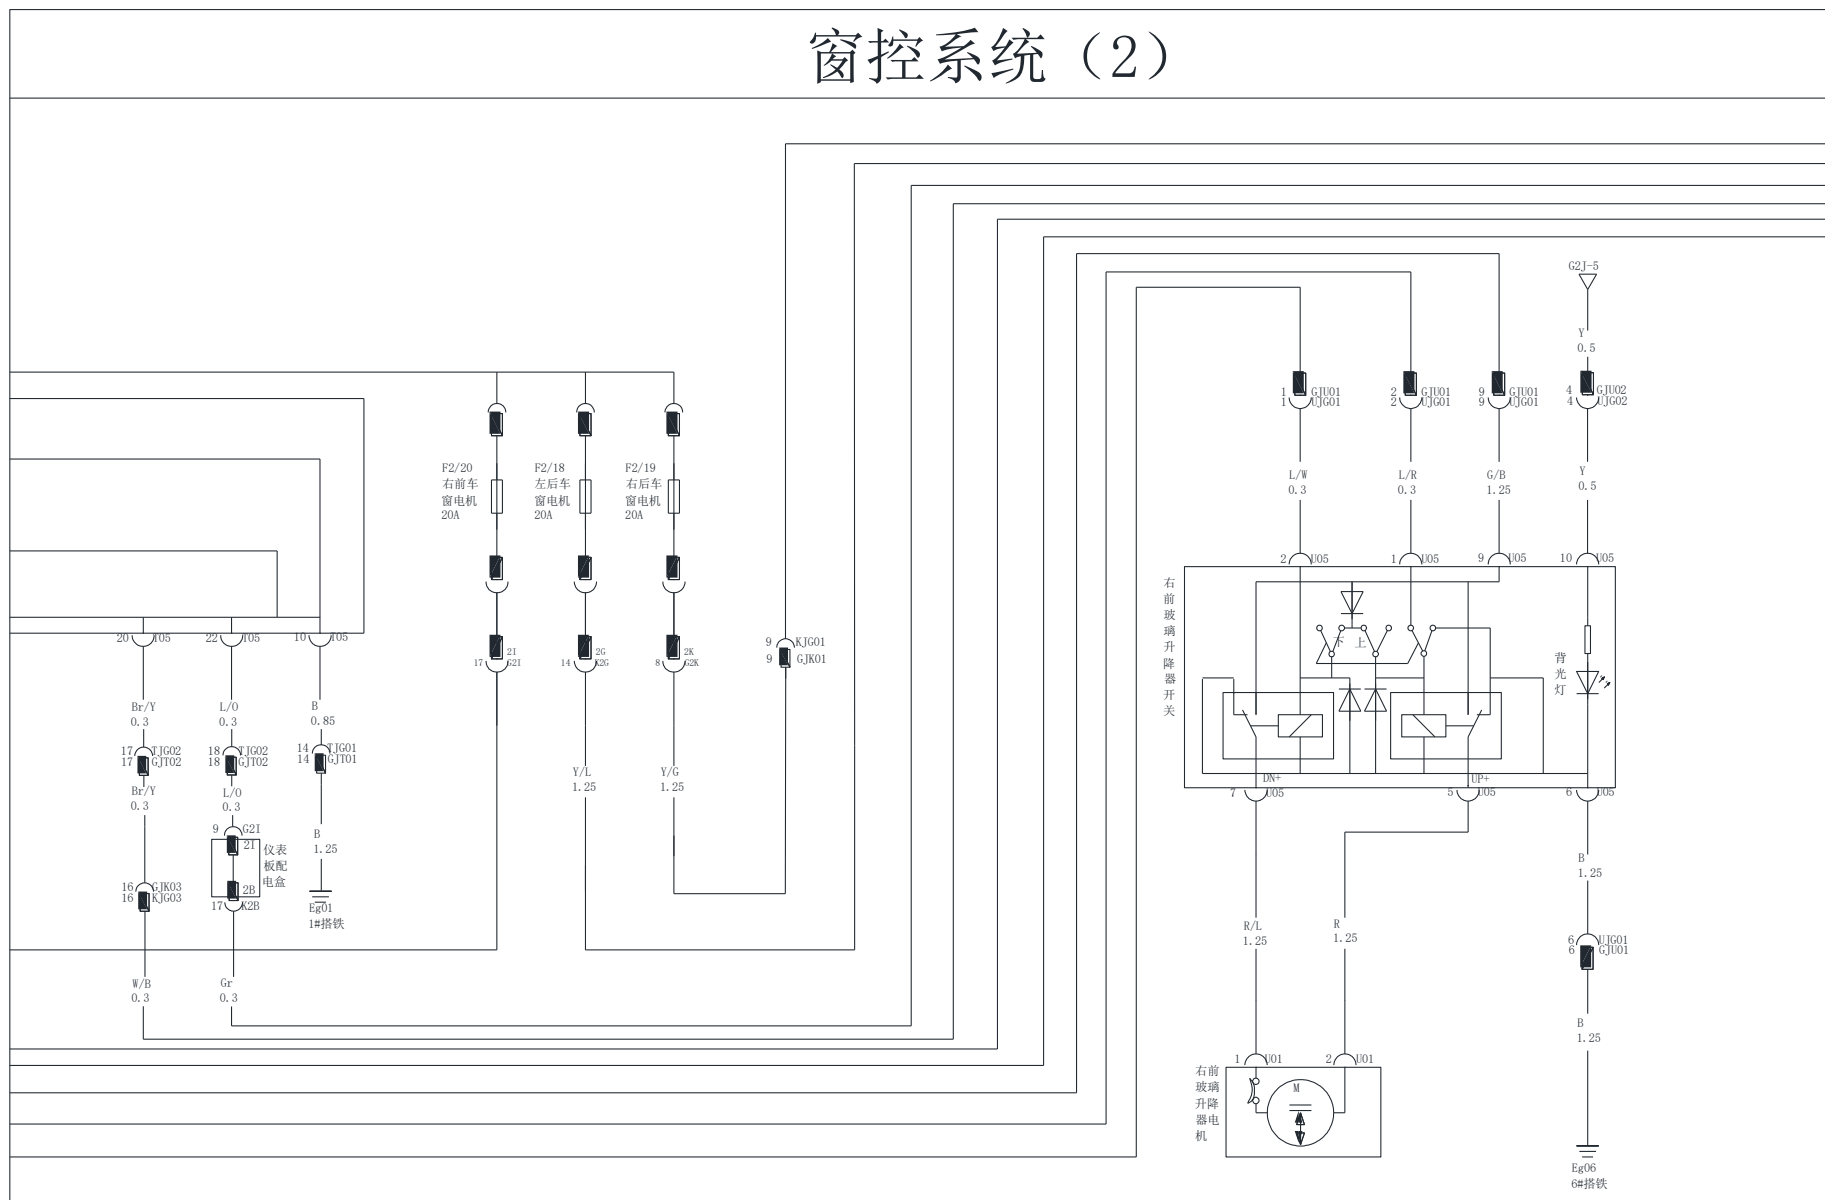 窗控系统（2）
G2J-5
Y
0.5
1 GJU01
1 UJG01
2 GJU01
2 UJG01
9 GJU01
9 UJG01
4 GJU02
4 UJG02
F2/20
右前车
窗电机
20A
F2/18
左后车
窗电机
20A
F2/19
右后车
窗电机
20A
L/W
0.3
L/R
0.3
G/B
1.25
Y
0.5
2 U05
1 U05
9 U05
10 U05
右
前
玻
璃
升
降
器
开
关
下 上
背
光
灯
20 T05
22 T05
10 T05
2I
17 G2I
2G
14 K2G
2K
8 G2K
9 KJG01
9 GJK01
Br/Y
0.3
L/O
0.3
B
0.85
17 TJG02
17 GJT02
18 TJG02
18 GJT02
14 TJG01
14 GJT01
Br/Y
0.3
L/O
0.3
Y/L
1.25
Y/G
1.25
DN+
7 U05
UP+
5 U05
6 U05
9 G2I
2I
仪表
板配
电盒
2B
17 K2B
B
1.25
16 GJK03
16 KJG03
Eg01
1#搭铁
B
1.25
R/L
1.25
R
1.25
6 UJG01
6 GJU01
W/B
0.3
Gr
0.3
B
1.25
1 U01
2 U01
右前
玻璃
升降
器电
机
M
Eg06
6#搭铁